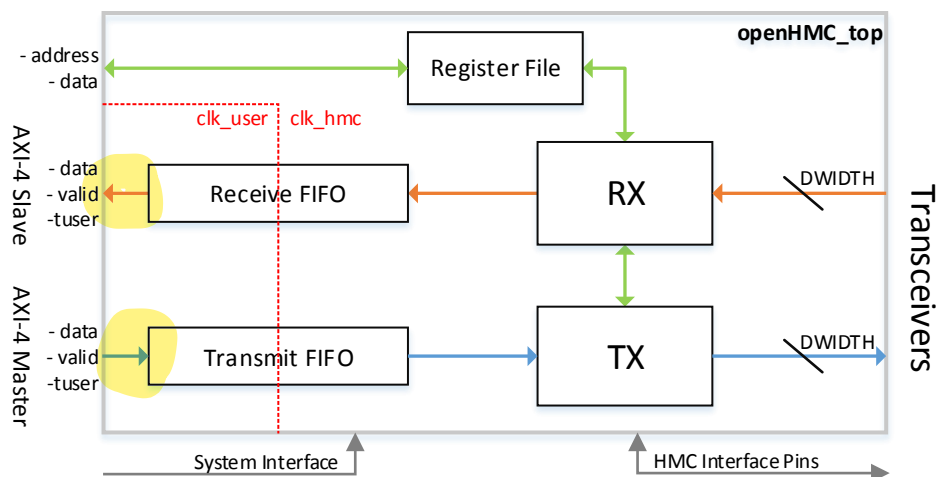 openHMC_top
- address
- data
Register File
clk_user
clk_hmc
AXI-4 Slave
- data
- valid
-tuser
Receive FIFO
RX
DWIDTH
Transceivers
AXI-4 Master
- data
- valid
-tuser
Transmit FIFO
TX
DWIDTH
System Interface
HMC Interface Pins